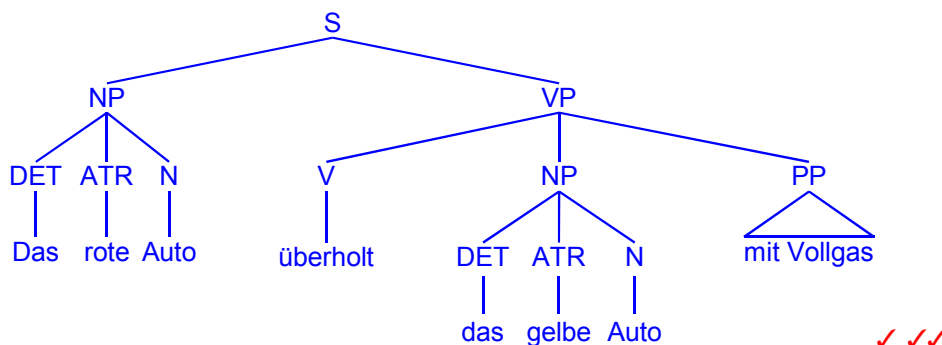 S
NP VP
DET ATR N V NP PP
Das rote Auto überholt DET ATR N mit Vollgas
das gelbe Auto